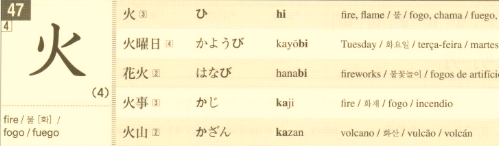 47
4
火
(4)
fire / 불 [화] /
fogo / fuego
火 3 ひ hi fire, flame / 불 / fogo, chama / fuego,
火曜日 4 かようび kayōbi Tuesday / 화요일 / terça-feira / martes
花火 2 はなび hanabi fireworks / 불꽃놀이 / fogos de artifíci
火事 3 かじ kaji fire / 화재 / fogo / incendio
火山 2 かざん kazan volcano / 화산 / vulcão / volcán